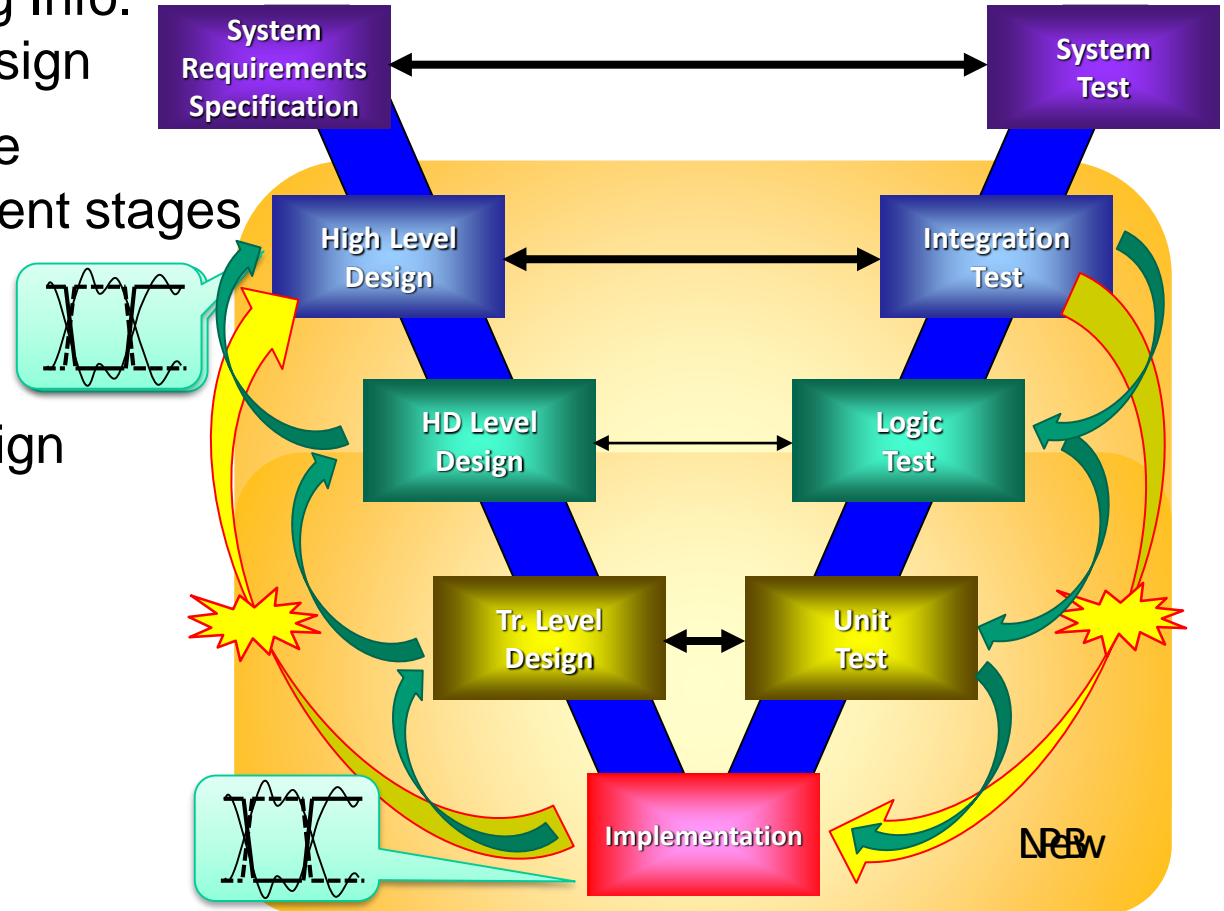 g Info.
sign
e
ent stages
ign
System
Requirements
Specification
System
Test
High Level
Design
Integration
Test
HD Level
Design
Logic
Test
Tr. Level
Design
Unit
Test
Implementation